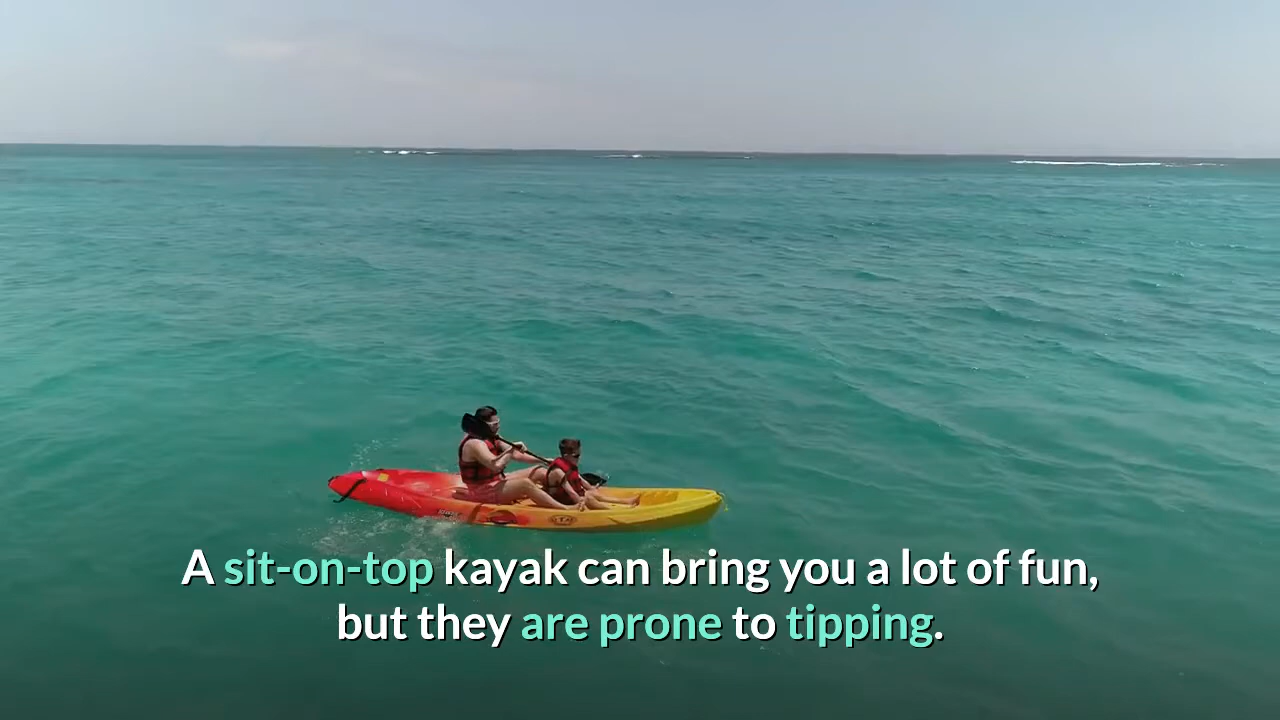 A sit-on-top kayak can bring you a lot of fun,
but they are prone to tipping.